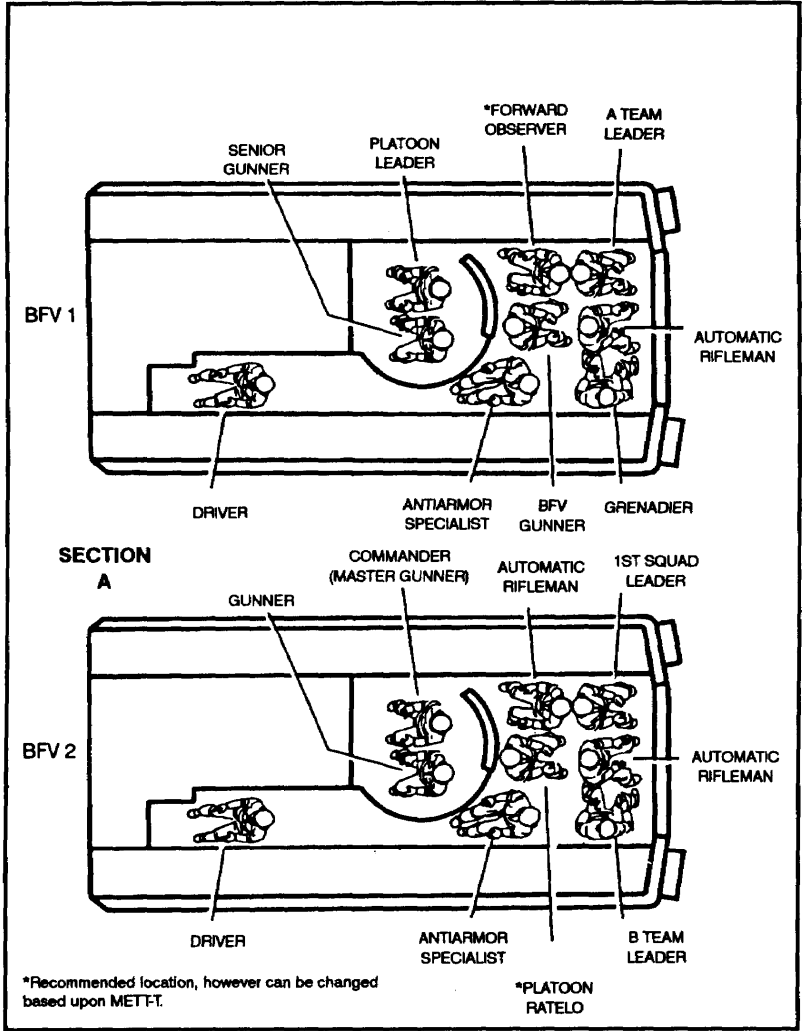 *FORWARD
OBSERVER
A TEAM
LEADER
PLATOON
LEADER
SENIOR
GUNNER
BFV 1
AUTOMATIC
RIFLEMAN
DRIVER
ANTIARMOR
SPECIALIST
BFV
GUNNER
GRENADIER
SECTION
A
COMMANDER
(MASTER GUNNER)
AUTOMATIC
RIFLEMAN
1ST SQUAD
LEADER
GUNNER
BFV 2
AUTOMATIC
RIFLEMAN
DRIVER
ANTIARMOR
SPECIALIST
B TEAM
LEADER
*PLATOON
RATELO
*Recommended location, however can be changed
based upon METT-T.